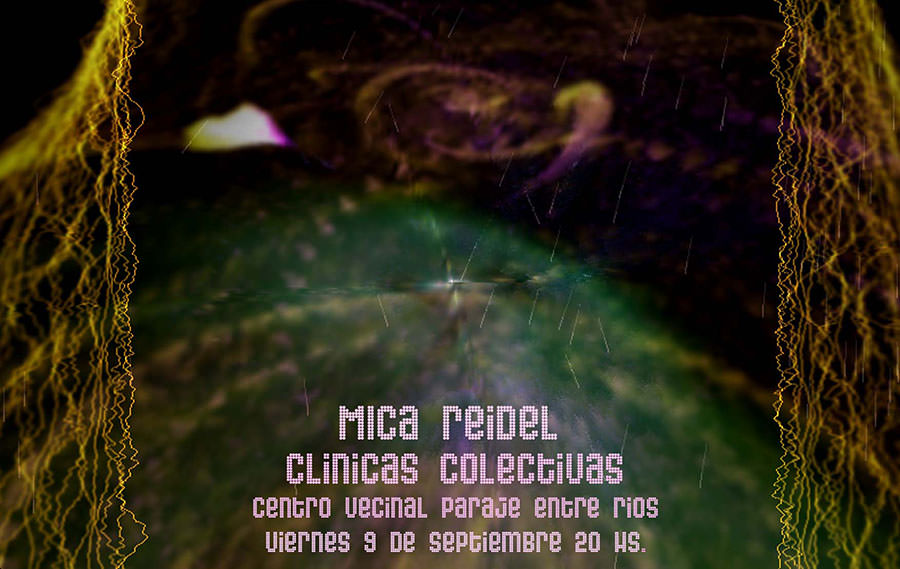 Mica Reidel
Clinicas Colectivas
Centro Vecinal Paraje Entre Rios
Viernes 9 de Septiembre 20 Hs.